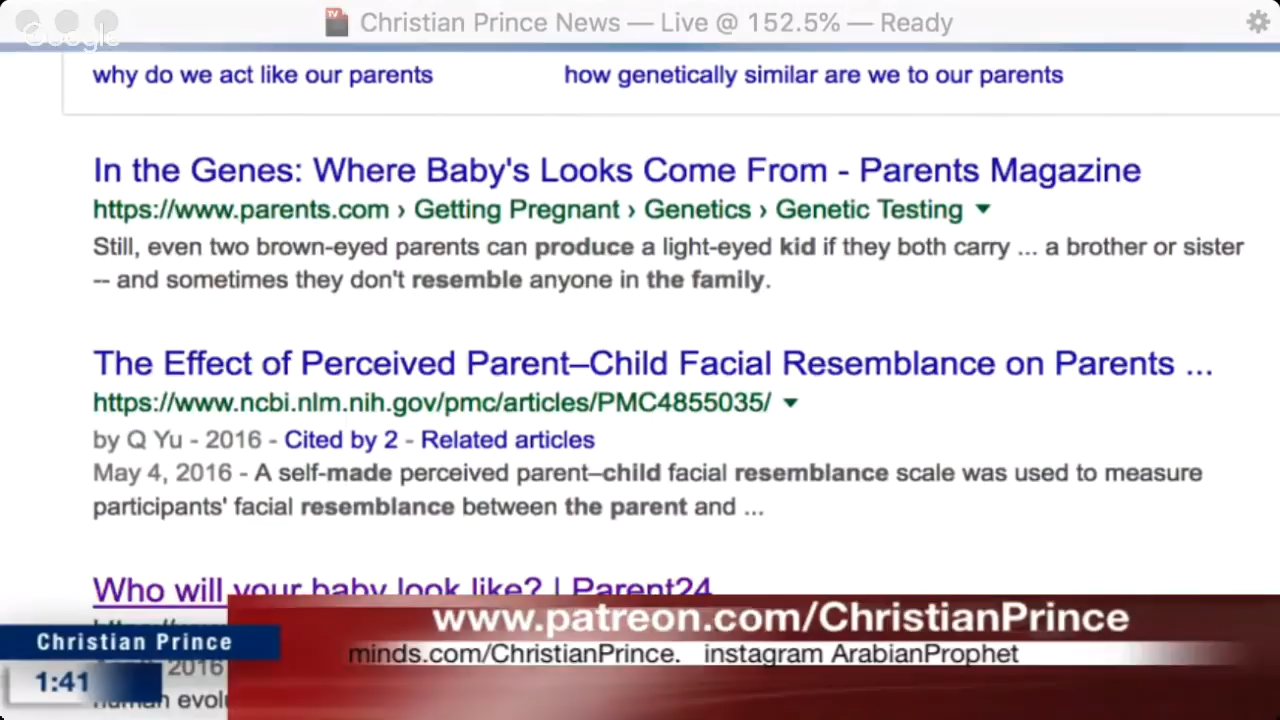 Christian Prince News — Live @ 152.5% — Ready
Google
why do we act like our parents
how genetically similar are we to our parents
In the Genes: Where Baby's Looks Come From - Parents Magazine
https://www.parents.com › Getting Pregnant › Genetics › Genetic Testing
Still, even two brown-eyed parents can produce a light-eyed kid if they both carry ... a brother or sister
-- and sometimes they don't resemble anyone in the family.
The Effect of Perceived Parent–Child Facial Resemblance on Parents ...
https://www.ncbi.nlm.nih.gov/pmc/articles/PMC4855035/
by Q Yu - 2016 - Cited by 2 - Related articles
May 4, 2016 - A self-made perceived parent–child facial resemblance scale was used to measure
participants' facial resemblance between the parent and ...
Who will your baby look like? | Parent24
www.patreon.com/ChristianPrince
Christian Prince
minds.com/ChristianPrince. instagram ArabianProphet
2016
1:41
human